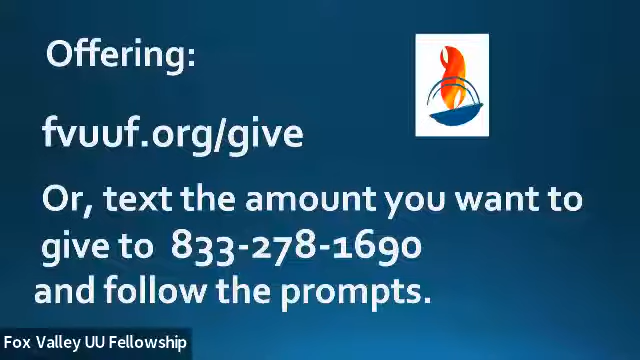 Offering:
fvuuf.org/give
Or, text the amount you want to
give to 833-278-1690
and follow the prompts.
Fox Valley UU Fellowship